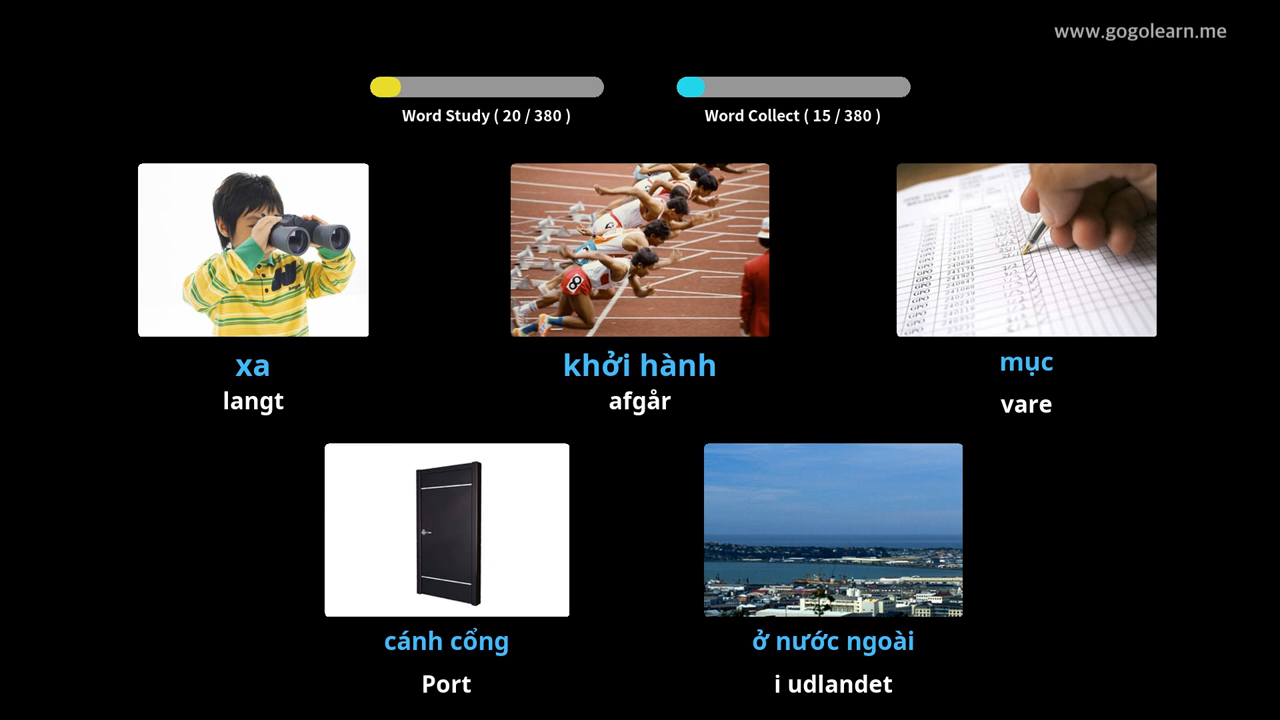 www.gogolearn.me
Word Study ( 20 / 380 )
Word Collect ( 15 / 380 )
xa
langt
khởi hành
afgår
mục
vare
cánh cổng
Port
ở nước ngoài
i udlandet